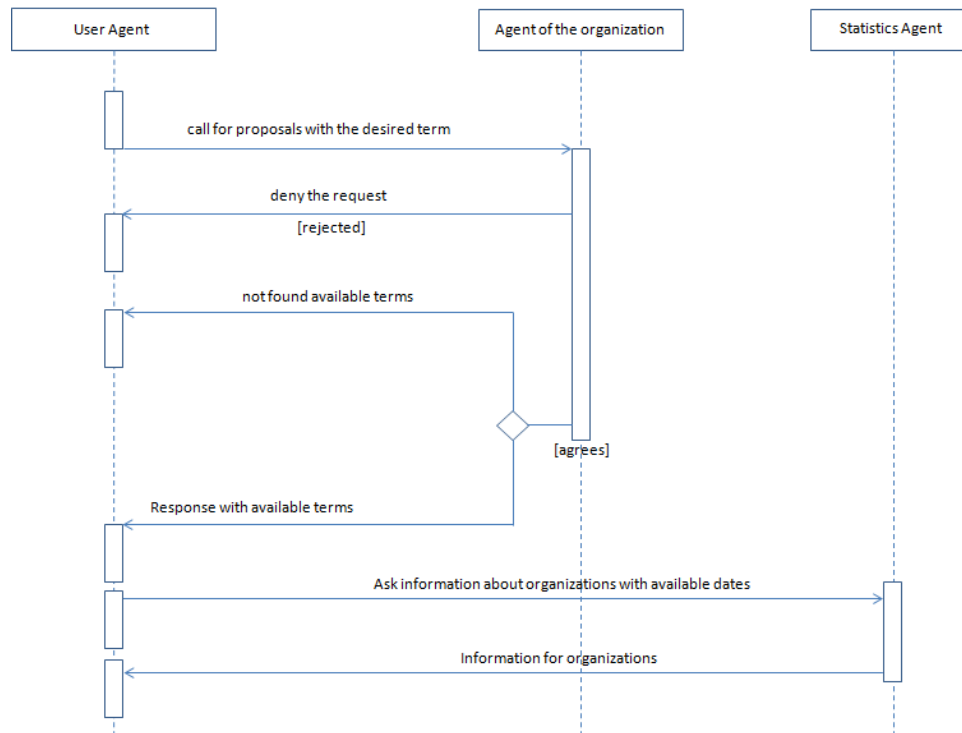 User Agent
Agent of the organization
Statistics Agent
call for proposals with the desired term
deny the request
[rejected]
not found available terms
[agrees]
Response with available terms
Ask information about organizations with available dates
Information for organizations